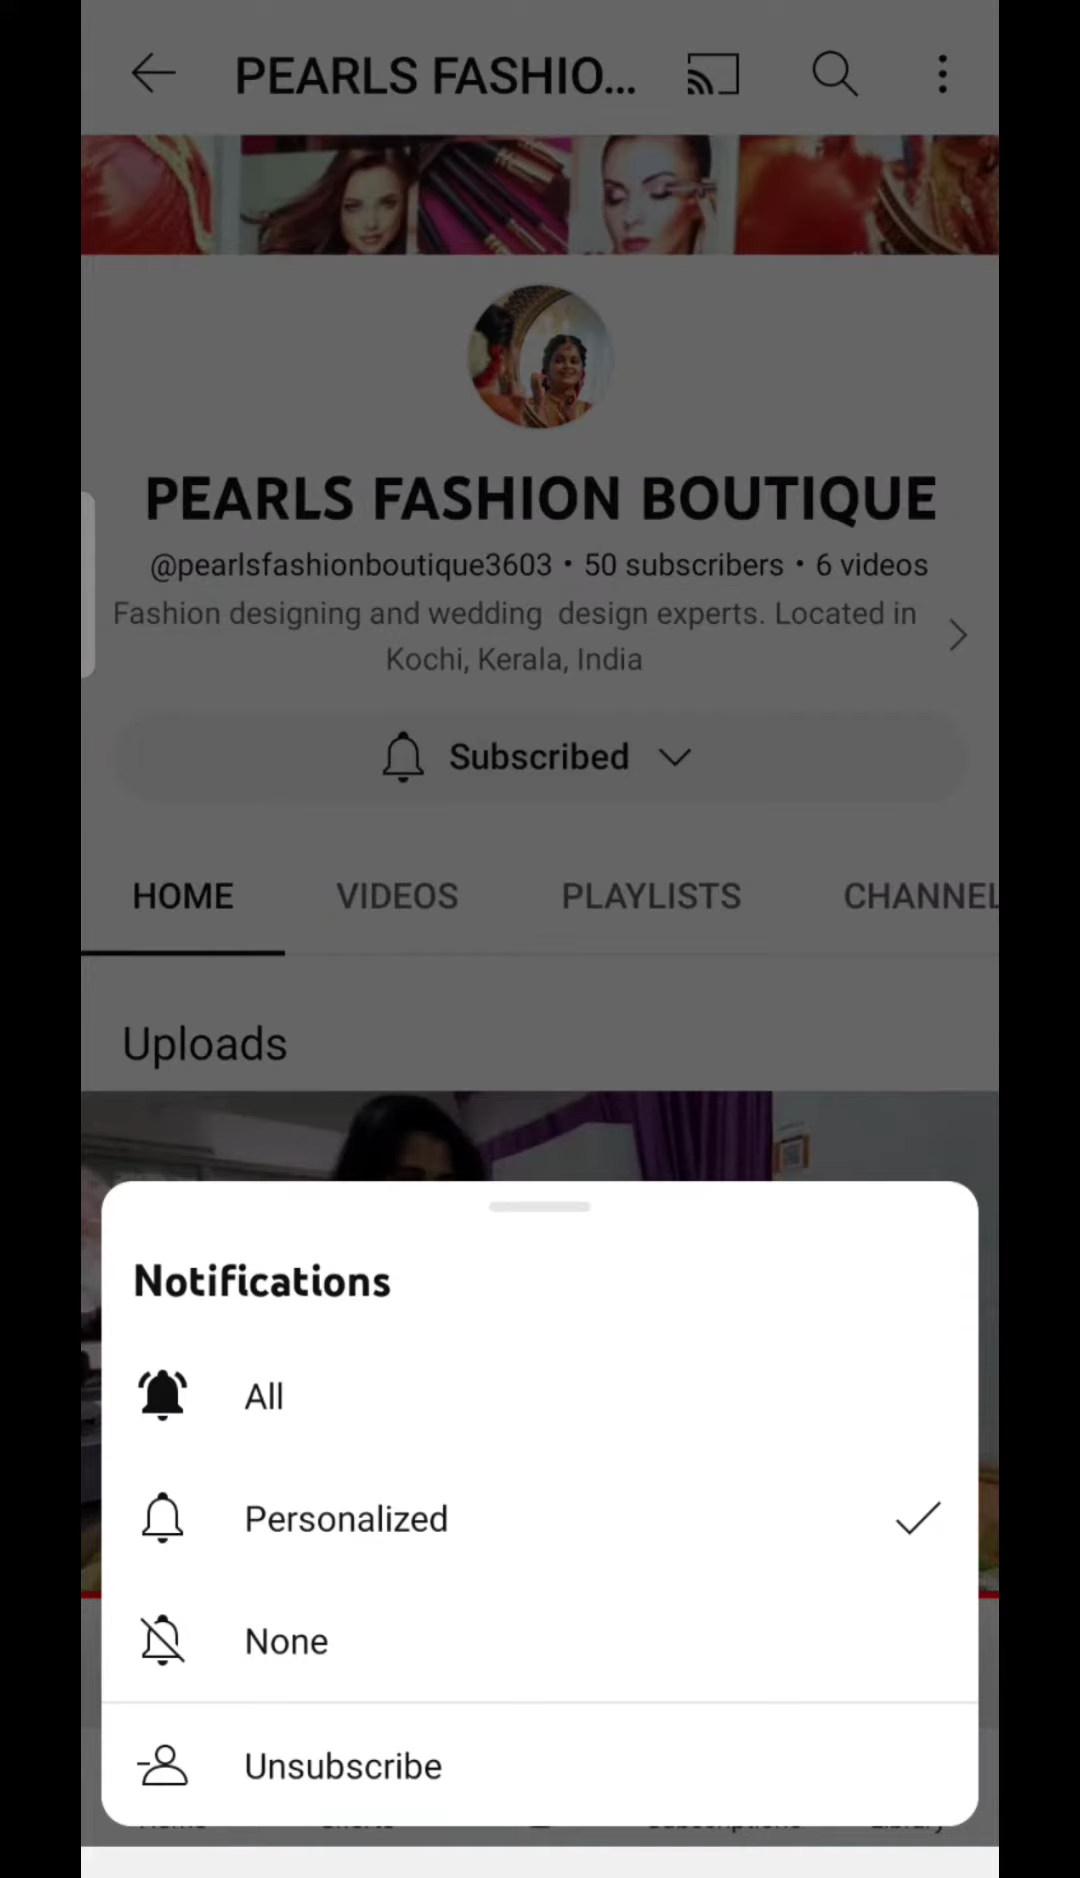 PEARLS FASHIO...
PEARLS FASHION BOUTIQUE
@pearlsfashionboutique3603 • 50 subscribers • 6 videos
Fashion designing and wedding design experts. Located in
Kochi, Kerala, India
Subscribed
HOME VIDEOS PLAYLISTS CHANNEL
Uploads
Notifications
All
Personalized
None
Unsubscribe